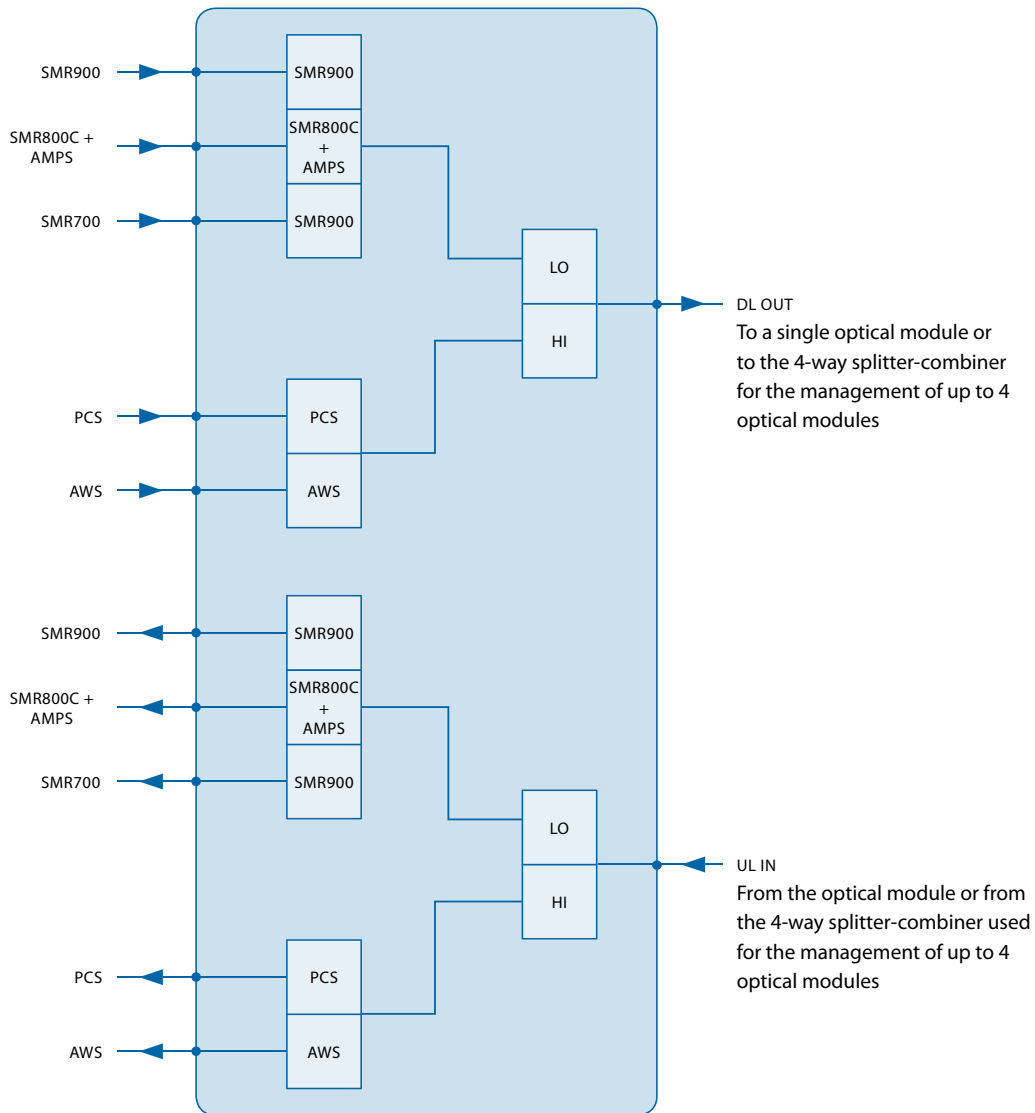 SMR900
SMR900
SMR800C +
AMPS
SMR800C
+
AMPS
SMR700
SMR900
LO
HI
DL OUT
To a single optical module or
to the 4-way splitter-combiner
for the management of up to 4
optical modules
PCS
PCS
AWS
AWS
SMR900
SMR900
SMR800C +
AMPS
SMR800C
+
AMPS
SMR700
SMR900
LO
HI
UL IN
From the optical module or from
the 4-way splitter-combiner used
for the management of up to 4
optical modules
PCS
PCS
AWS
AWS